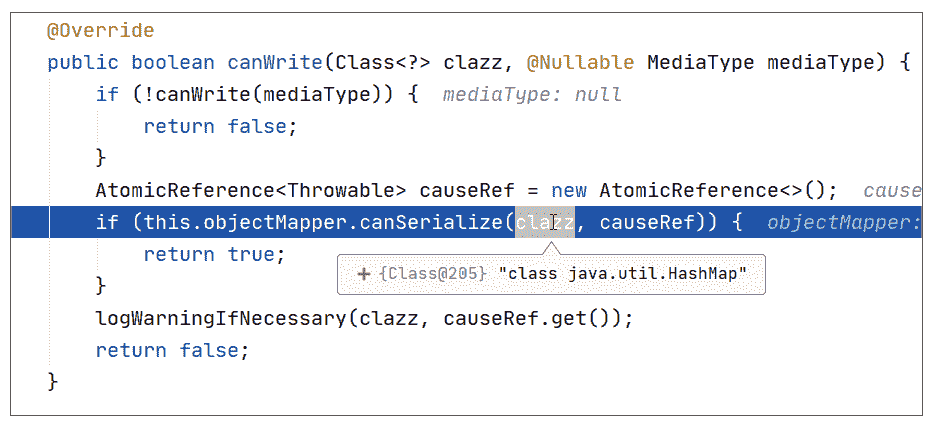 @Override
public boolean canWrite(Class<?> clazz, @Nullable MediaType mediaType) {
if (!canWrite(mediaType)) {  mediaType: null
return false;
}
AtomicReference<Throwable> causeRef = new AtomicReference<>();  cause
if (this.objectMapper.canSerialize(clazz, causeRef)) {  objectMapper:
return true;
+ {Class@205} "class java.util.HashMap"
}
logWarningIfNecessary(clazz, causeRef.get());
return false;
}